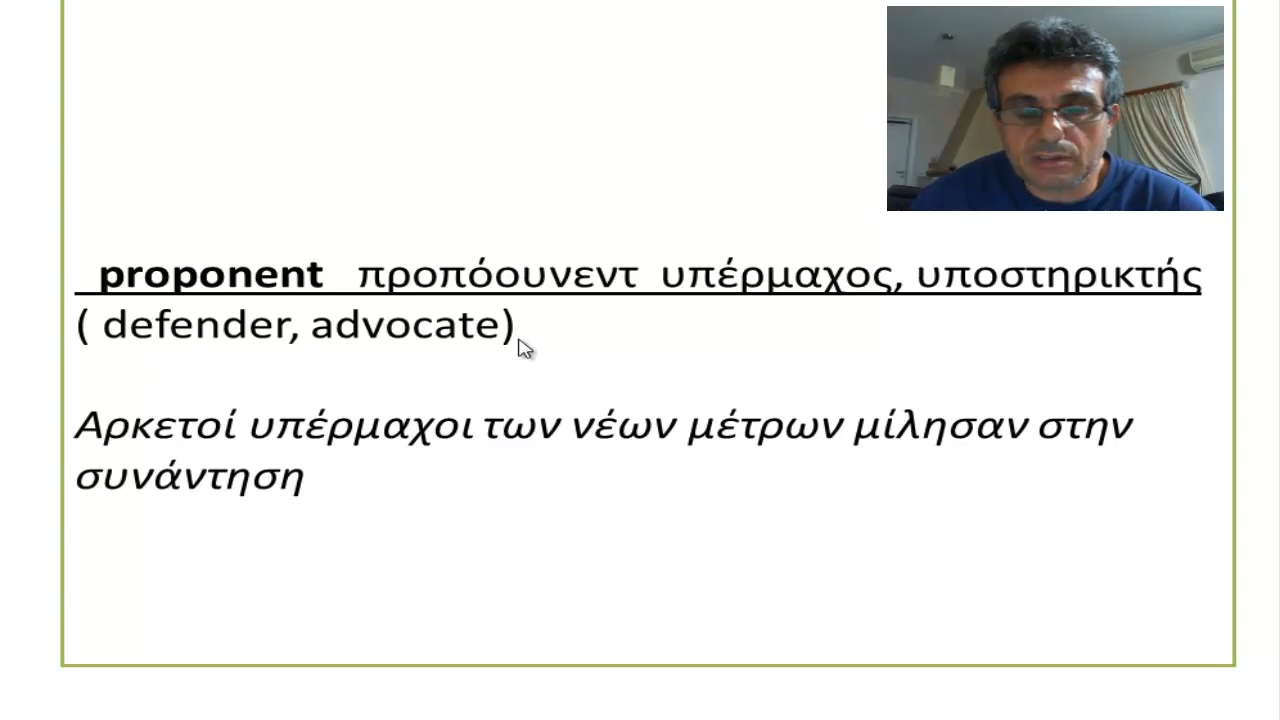 proponent προπόουνεντ υπέρμαχος, υποστηρικτής
( defender, advocate)
Αρκετοί υπέρμαχοι των νέων μέτρων μίλησαν στην
συνάντηση